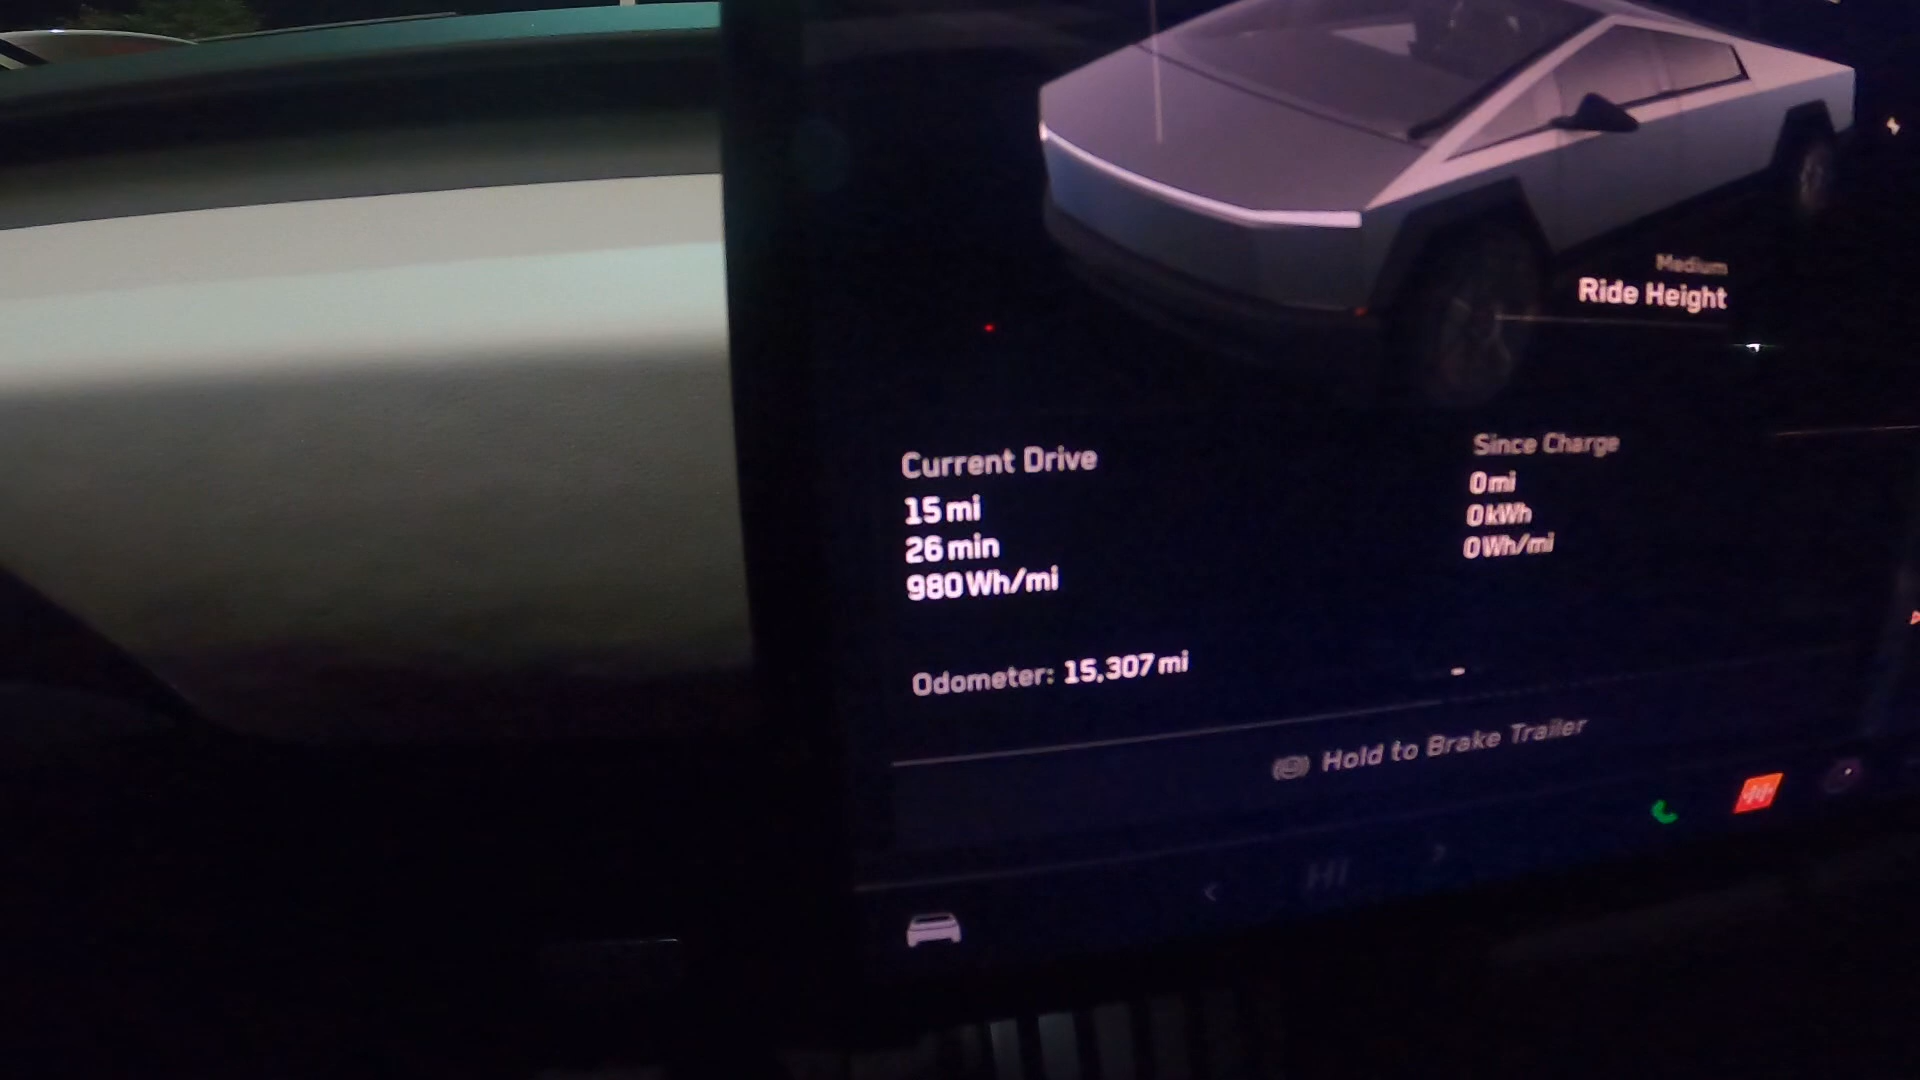 Medium
Ride Height
Current Drive
15 mi
26 min
980 Wh/mi
Since Charge
0 mi
0 kWh
0 Wh/mi
Odometer: 15,307 mi
Hold to Brake Trailer
HI